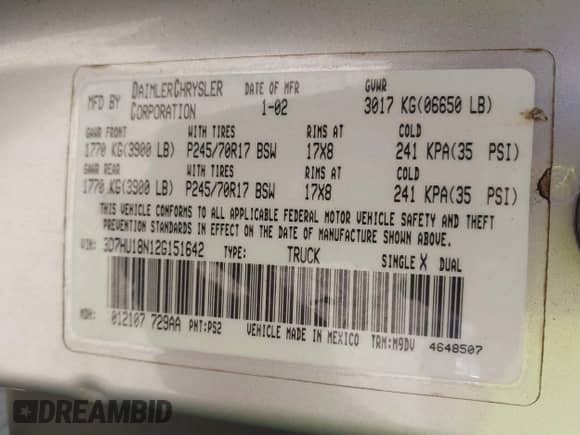 MFD BY DAIMLERCHRYSLER CORPORATION DATE OF MFR 1-02 GVWR 3017 KG(06650 LB)
GAWR FRONT WITH TIRES RIMS AT COLD
1770 KG(3900 LB) P245/70R17 BSW 17X8 241 KPA(35 PSI)
GAWR REAR WITH TIRES RIMS AT COLD
1770 KG(3900 LB) P245/70R17 BSW 17X8 241 KPA(35 PSI)
THIS VEHICLE CONFORMS TO ALL APPLICABLE FEDERAL MOTOR VEHICLE SAFETY AND THEFT
PREVENTION STANDARDS IN EFFECT ON THE DATE OF MANUFACTURE SHOWN ABOVE.
VIN: 3D7HU18N12G151642 TYPE: TRUCK SINGLE X DUAL
MDH: 012107 729AA PNT:PS2 VEHICLE MADE IN MEXICO TRM:M9DV 4648507
DREAMBID